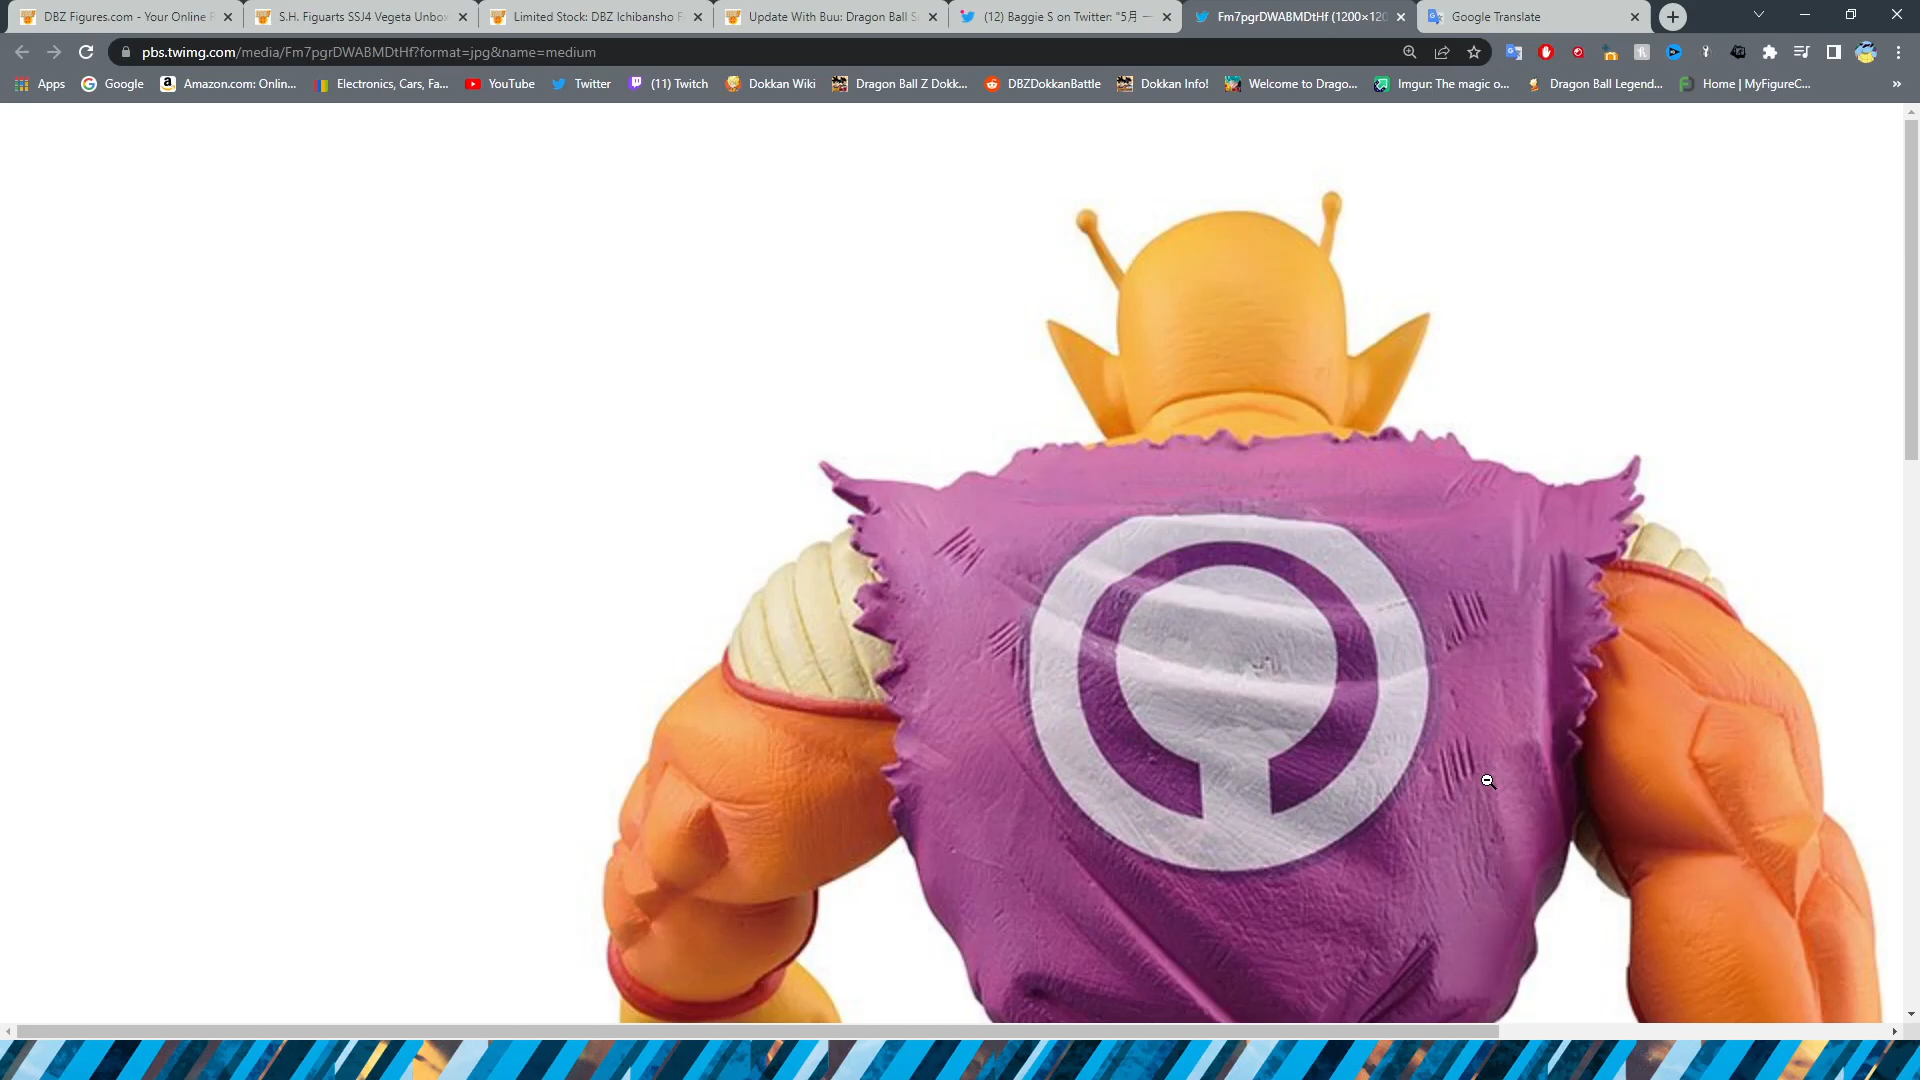 DBZ Figures.com - Your Online
S.H. Figuarts SSJ4 Vegeta Unbo
Limited Stock: DBZ Ichibansho F
Update With Buu: Dragon Ball S
(12) Baggie S on Twitter: "5月 一
Fm7pgrDWABMDtHf (1200×120
Google Translate
pbs.twimg.com/media/Fm7pgrDWABMDtHf?format=jpg&name=medium
Apps
Google
Amazon.com: Onlin...
Electronics, Cars, Fa...
YouTube
Twitter
(11) Twitch
Dokkan Wiki
Dragon Ball Z Dokk...
DBZDokkanBattle
Dokkan Info!
Welcome to Drago...
Imgur: The magic o...
Dragon Ball Legend...
Home | MyFigureC...